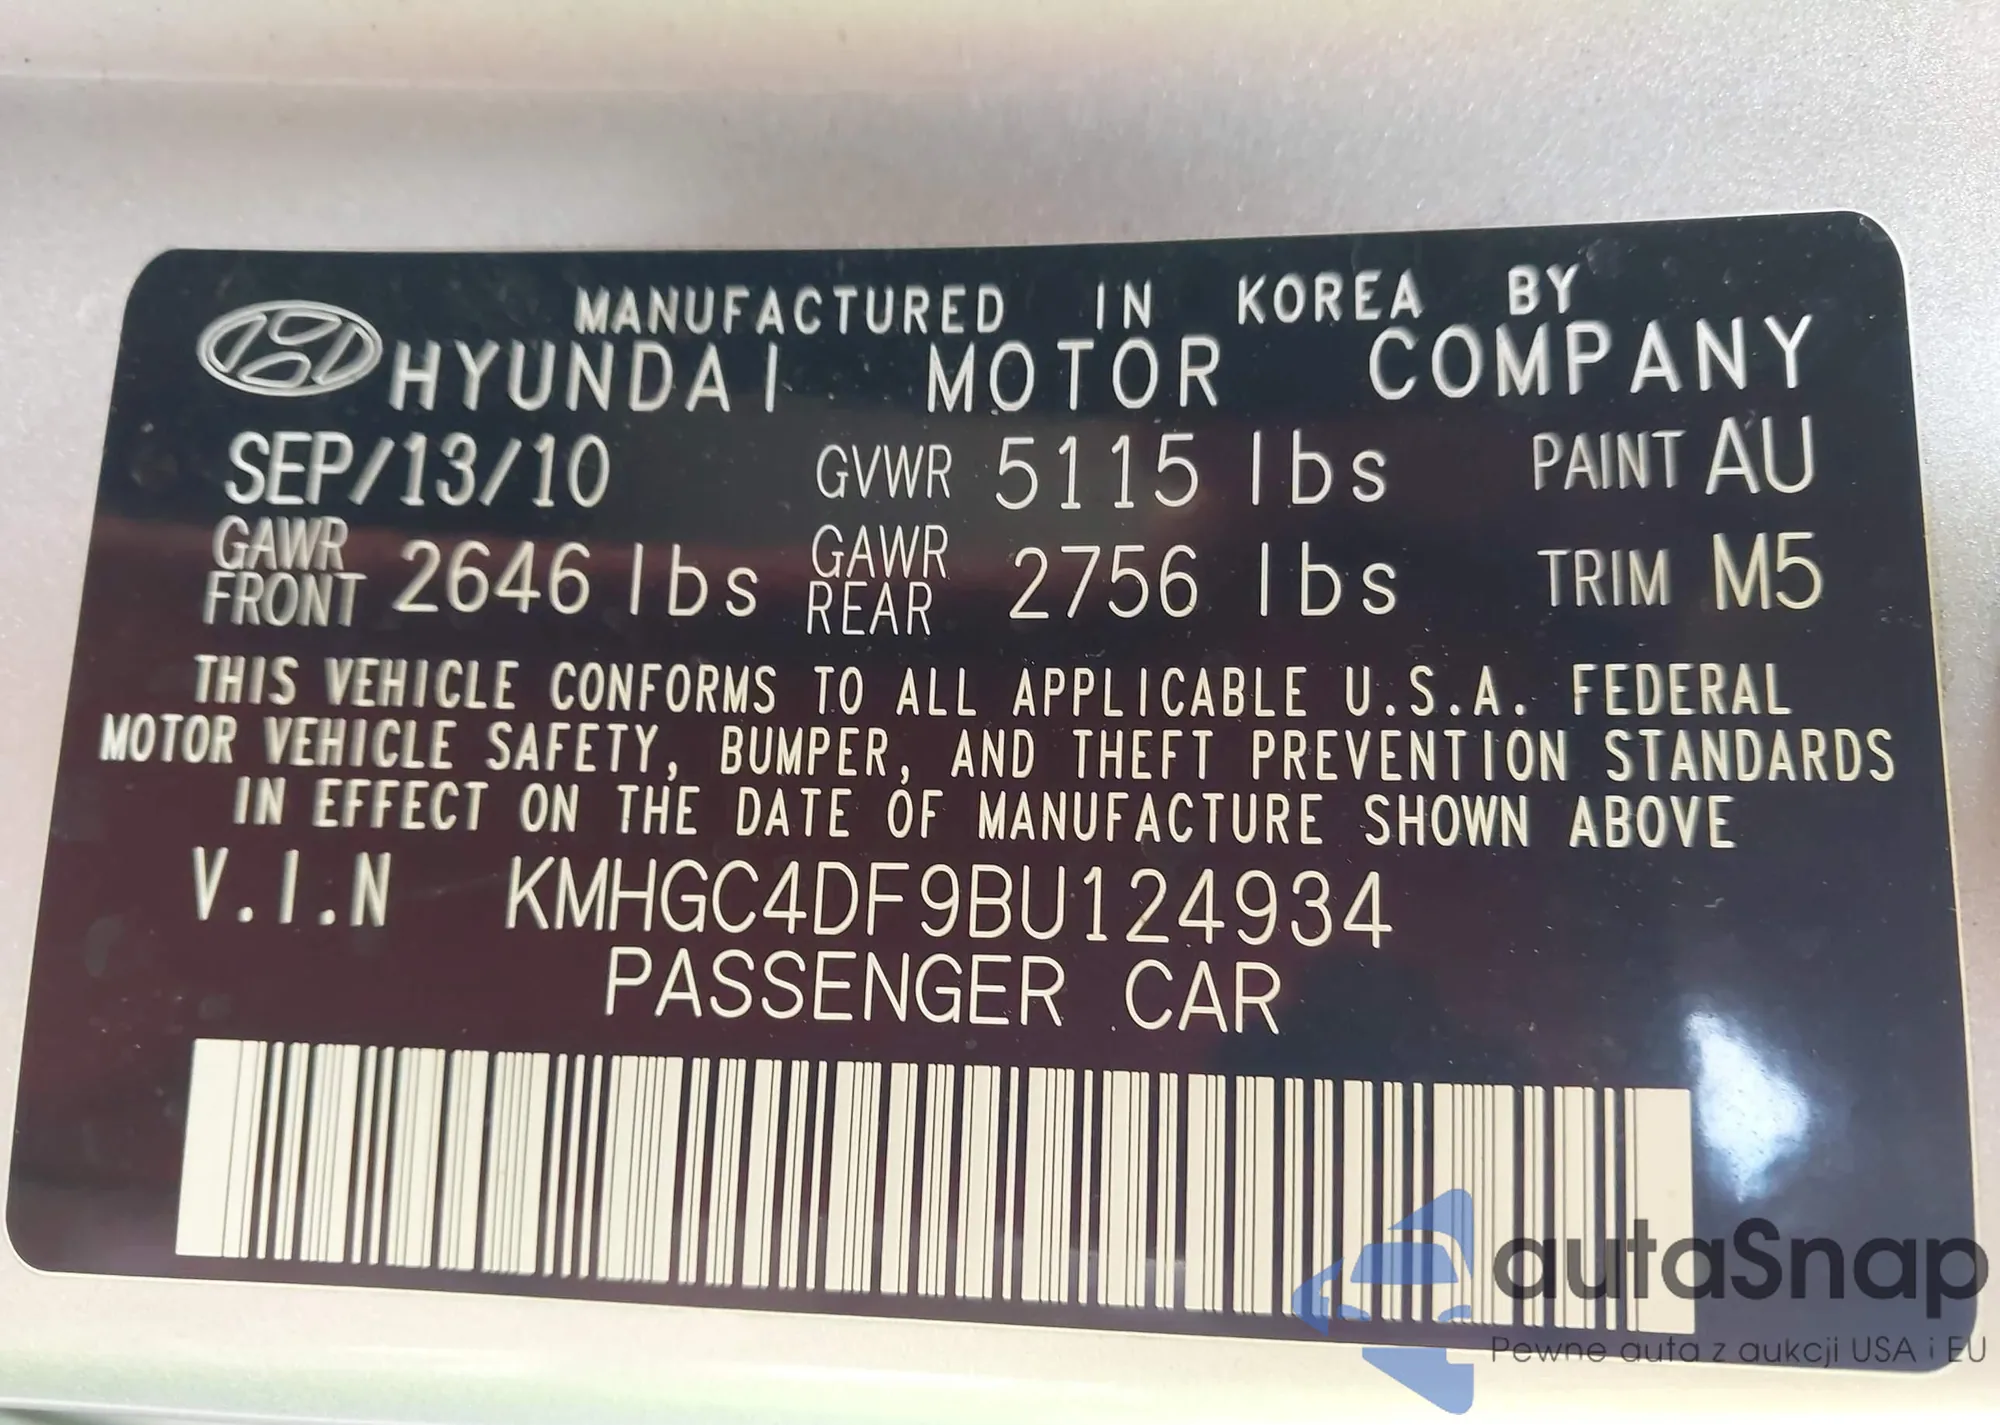 MANUFACTURED IN KOREA BY
HYUNDAI MOTOR COMPANY
SEP/13/10 GVWR 5115 lbs PAINT AU
GAWR FRONT 2646 lbs GAWR REAR 2756 lbs TRIM M5
THIS VEHICLE CONFORMS TO ALL APPLICABLE U.S.A. FEDERAL
MOTOR VEHICLE SAFETY, BUMPER, AND THEFT PREVENTION STANDARDS
IN EFFECT ON THE DATE OF MANUFACTURE SHOWN ABOVE
V.I.N KMHGC4DF9BU124934
PASSENGER CAR
autaSnap
Pewne auta z aukcji USA i EU